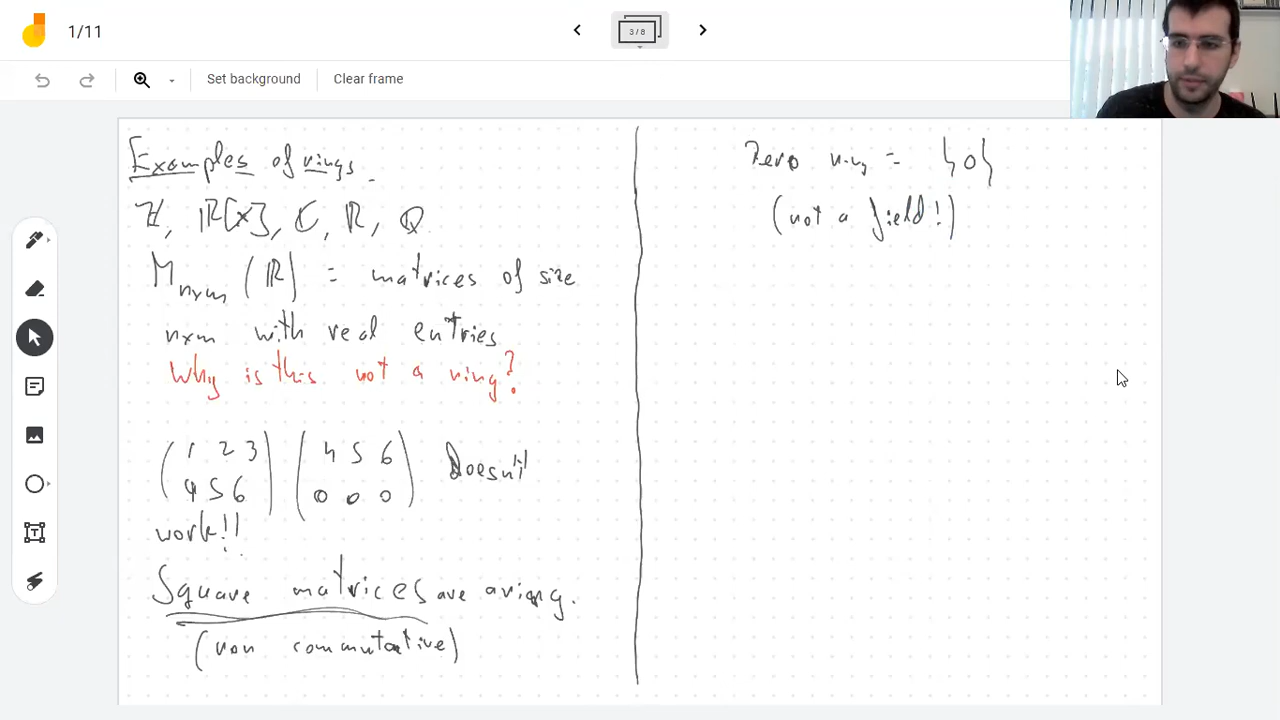 1/11
3 / 8
Set background
Clear frame
Examples of rings.
ℤ, ℝ[x], ℂ, ℝ, ℚ
M_{n×m} (ℝ) = matrices of size
n×m with real entries
Why is this not a ring?
( 1 2 3 ) ( 4 5 6 ) Doesn't
( 4 5 6 ) ( 0 0 0 )
work!!
Square matrices are a ring.
(non commutative)
Zero ring = {0}
(not a field!)